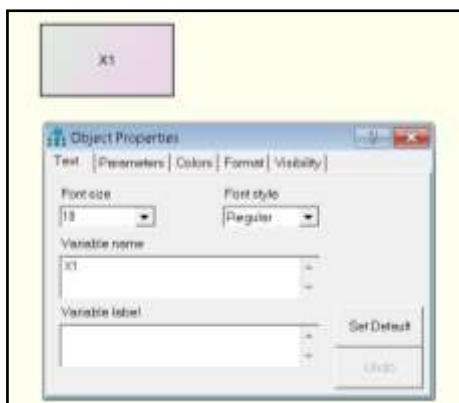 X1
Object Properties
Text Parameters Colors Format Visibility
Font size Font style
18 Regular
Variable name
X1
Variable label
Set Default
Undo